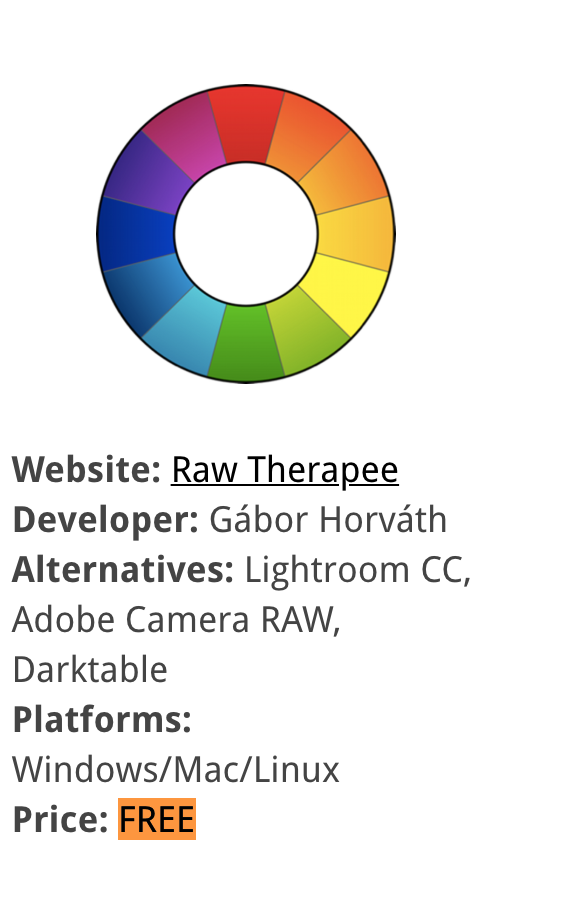 Website: Raw Therapee
Developer: Gábor Horváth
Alternatives: Lightroom CC,
Adobe Camera RAW,
Darktable
Platforms:
Windows/Mac/Linux
Price: FREE